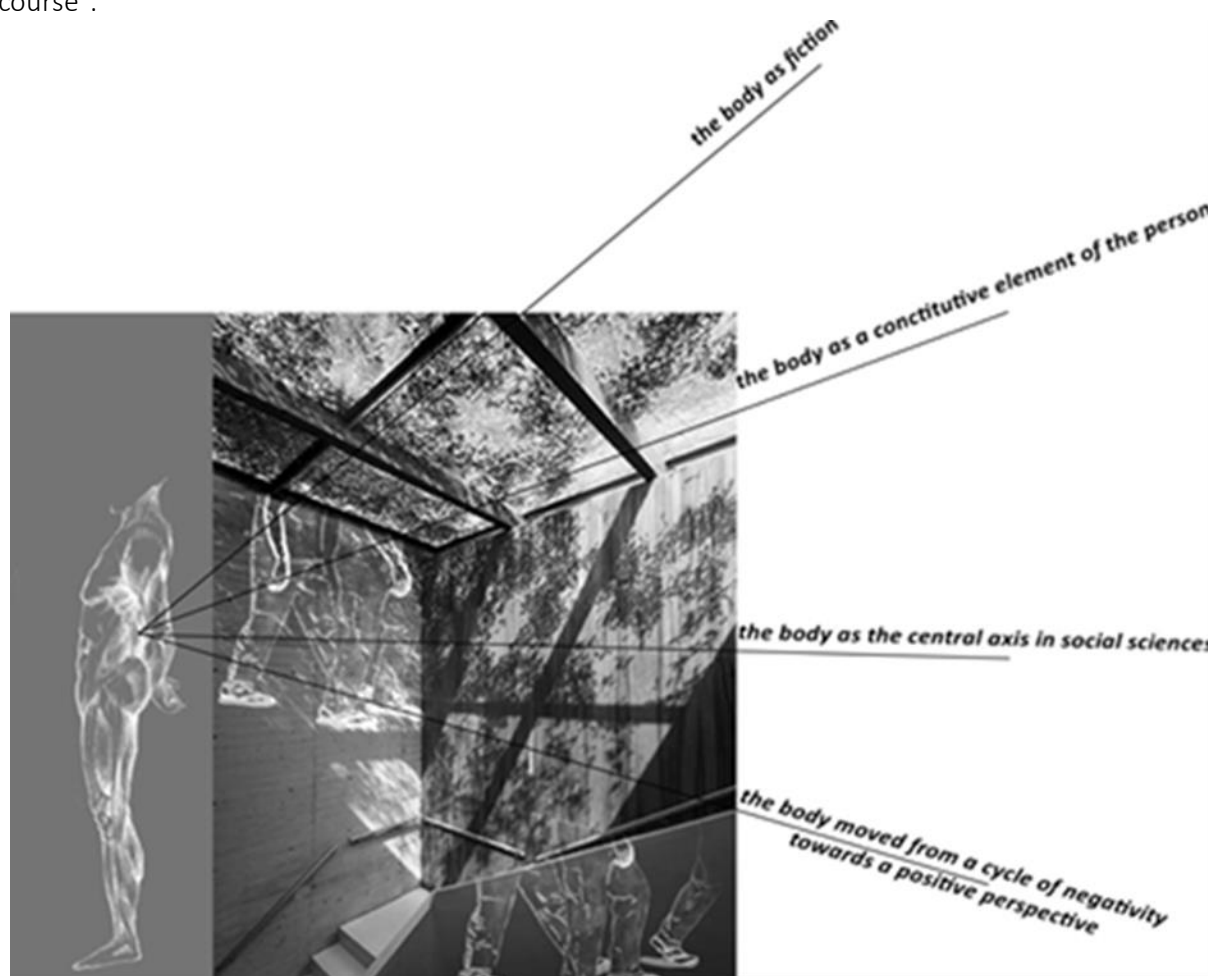 course".
the body as fiction
the body as a conctitutive element of the person
the body as the central axis in social sciences
the body moved from a cycle of negativity
towards a positive perspective